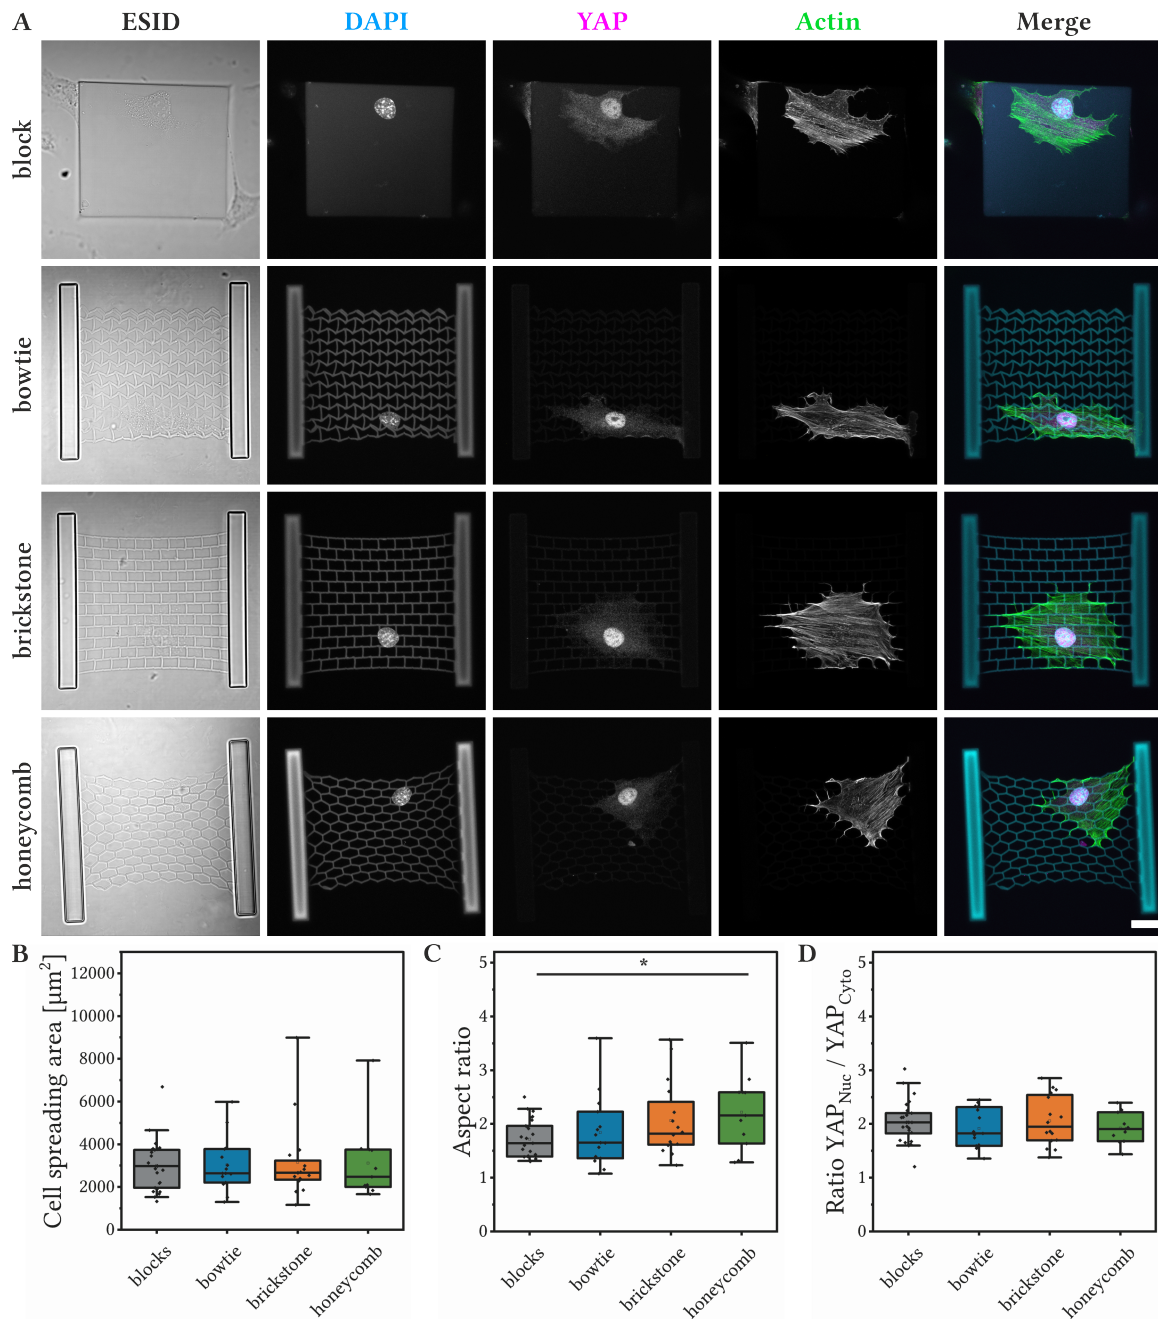 A ESID DAPI YAP Actin Merge
block
bowtie
brickstone
honeycomb
B
Cell spreading area [µm²]
12000
10000
8000
6000
4000
2000
0
blocks bowtie brickstone honeycomb
C
Aspect ratio
*
5
4
3
2
1
0
blocks bowtie brickstone honeycomb
D
Ratio YAP_Nuc / YAP_Cyto
5
4
3
2
1
0
blocks bowtie brickstone honeycomb